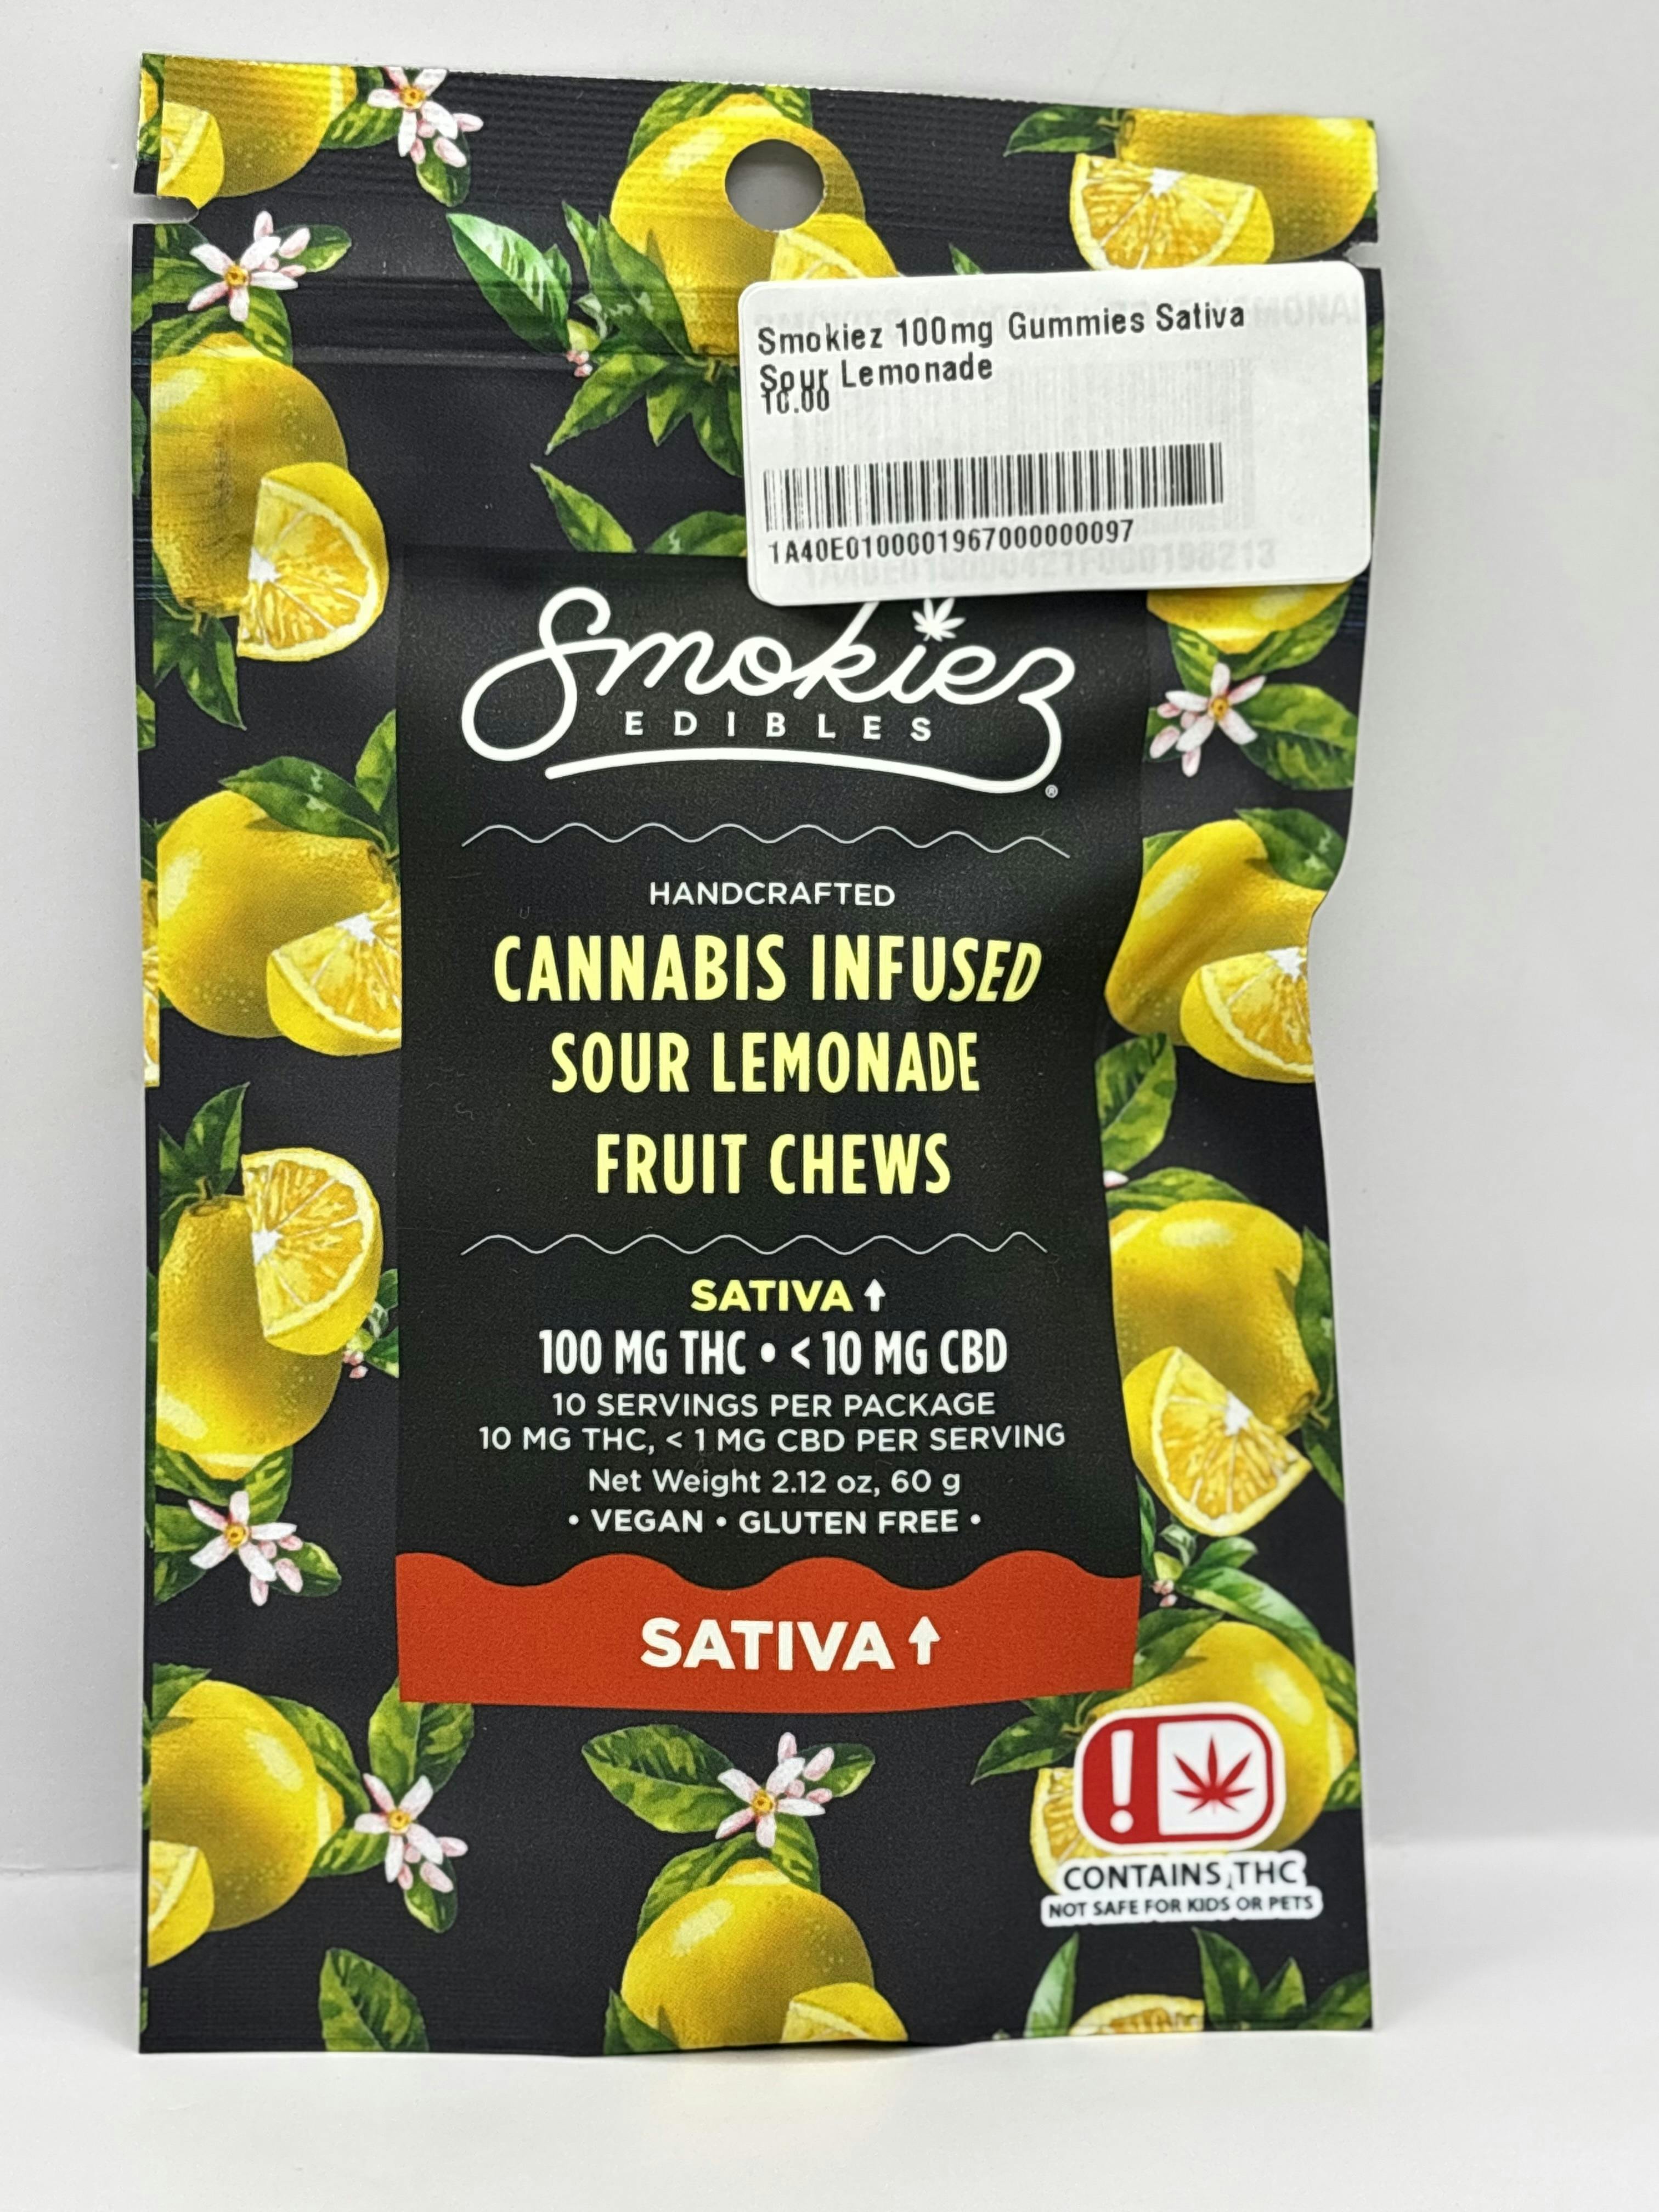 Smokiez 100mg Gummies Sativa
Sour Lemonade
10.00
1A40E0100001967000000097
Smokiez
EDIBLES
®
HANDCRAFTED
CANNABIS INFUSED
SOUR LEMONADE
FRUIT CHEWS
SATIVA ↑
100 MG THC • < 10 MG CBD
10 SERVINGS PER PACKAGE
10 MG THC, < 1 MG CBD PER SERVING
Net Weight 2.12 oz, 60 g
• VEGAN • GLUTEN FREE •
SATIVA ↑
!
CONTAINS THC
NOT SAFE FOR KIDS OR PETS